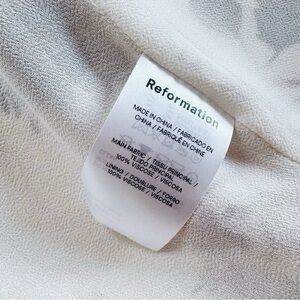 Reformation
MADE IN CHINA / FABRICADO EN
CHINA / FABRIQUÉ EN CHINE
MAIN FABRIC / TISSU PRINCIPAL /
TEJIDO PRINCIPAL
100% VISCOSE / VISCOSA
LINING / DOUBLURE / FORRO
100% VISCOSE / VISCOSA